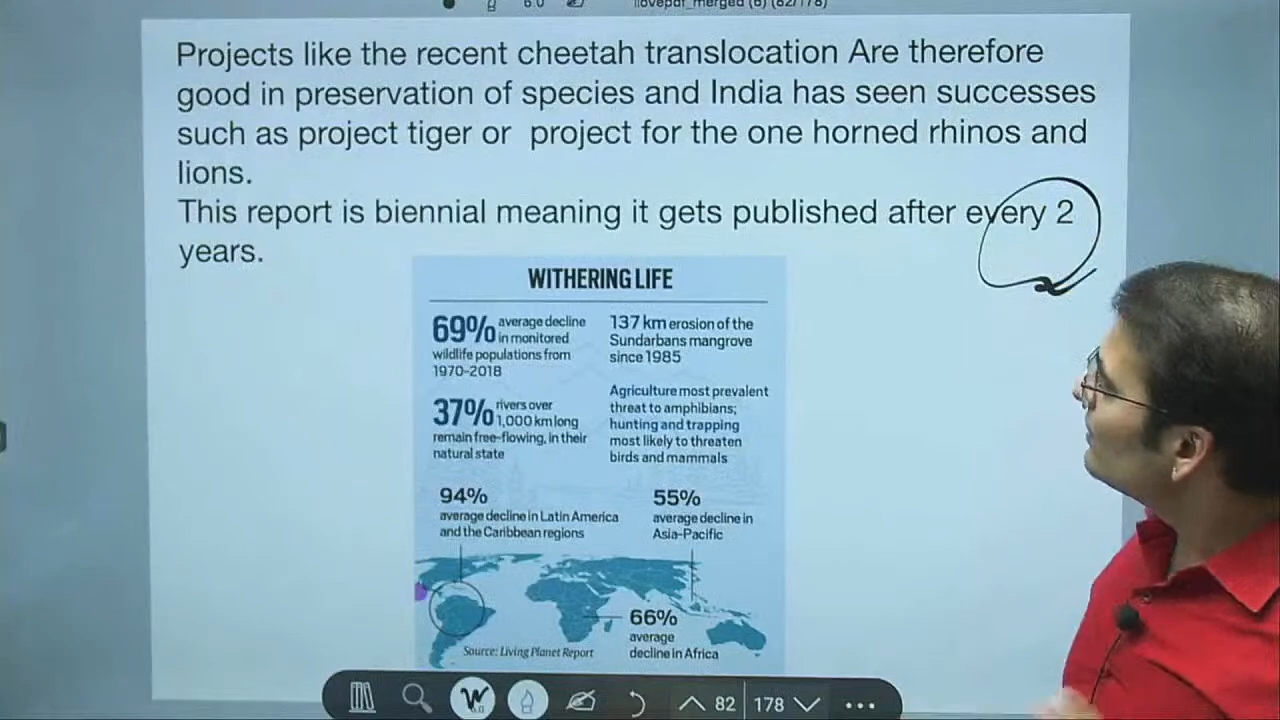 6.0
ilovepdf_merged (6) (82/178)
Projects like the recent cheetah translocation Are therefore
good in preservation of species and India has seen successes
such as project tiger or project for the one horned rhinos and
lions.
This report is biennial meaning it gets published after every 2
years.
WITHERING LIFE
69% average decline
in monitored
wildlife populations from
1970-2018
137 km erosion of the
Sundarbans mangrove
since 1985
37% rivers over
1,000 km long
remain free-flowing, in their
natural state
Agriculture most prevalent
threat to amphibians;
hunting and trapping
most likely to threaten
birds and mammals
94%
average decline in Latin America
and the Caribbean regions
55%
average decline in
Asia-Pacific
66%
average
decline in Africa
Source: Living Planet Report
82 178